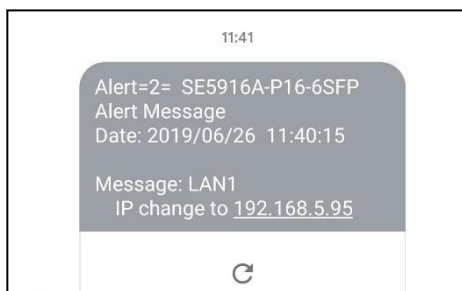 11:41
Alert=2=  SE5916A-P16-6SFP
Alert Message
Date: 2019/06/26  11:40:15
Message: LAN1
IP change to 192.168.5.95